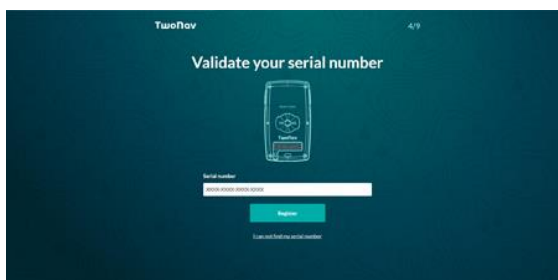 TwoNav
4/9
Validate your serial number
TwoNav
Serial number
XXXXX-XXXXX-XXXXX-XXXXX
Register
I can not find my serial number